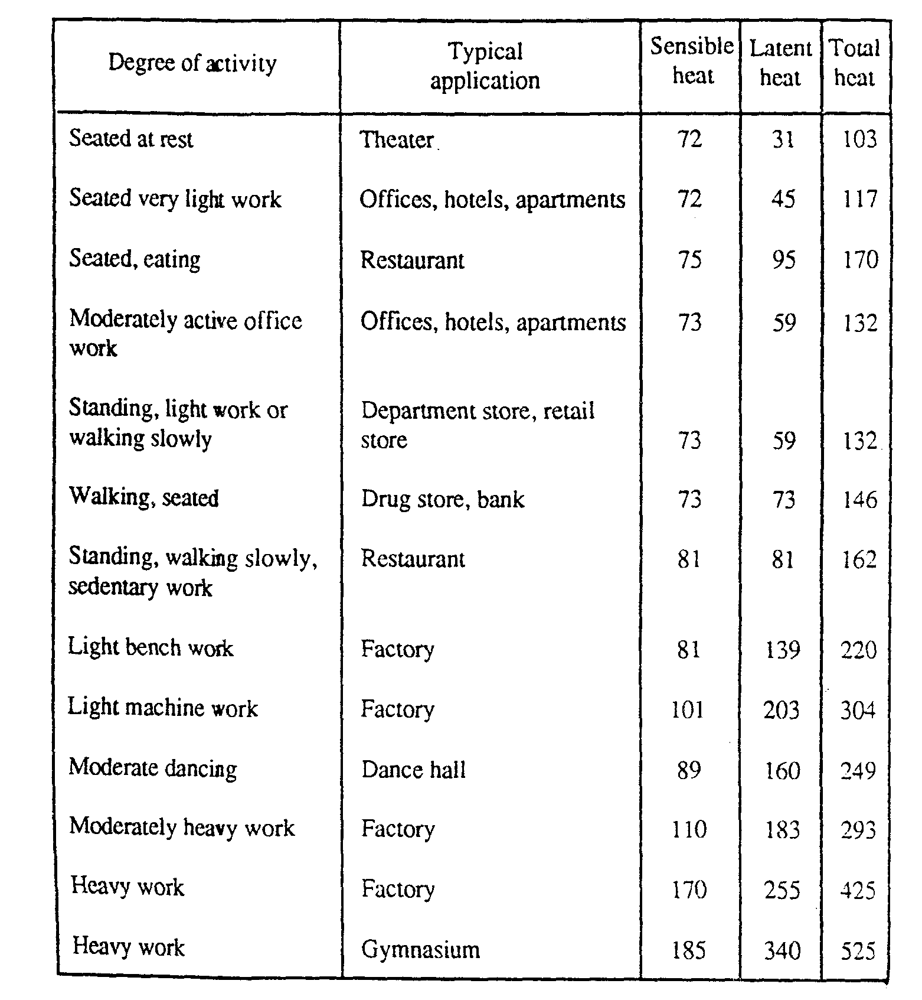 Degree of activity Typical application Sensible heat Latent heat Total heat
Seated at rest Theater 72 31 103
Seated very light work Offices, hotels, apartments 72 45 117
Seated, eating Restaurant 75 95 170
Moderately active office Offices, hotels, apartments 73 59 132
work
Standing, light work or Department store, retail
walking slowly store 73 59 132
Walking, seated Drug store, bank 73 73 146
Standing, walking slowly, Restaurant 81 81 162
sedentary work
Light bench work Factory 81 139 220
Light machine work Factory 101 203 304
Moderate dancing Dance hall 89 160 249
Moderately heavy work Factory 110 183 293
Heavy work Factory 170 255 425
Heavy work Gymnasium 185 340 525